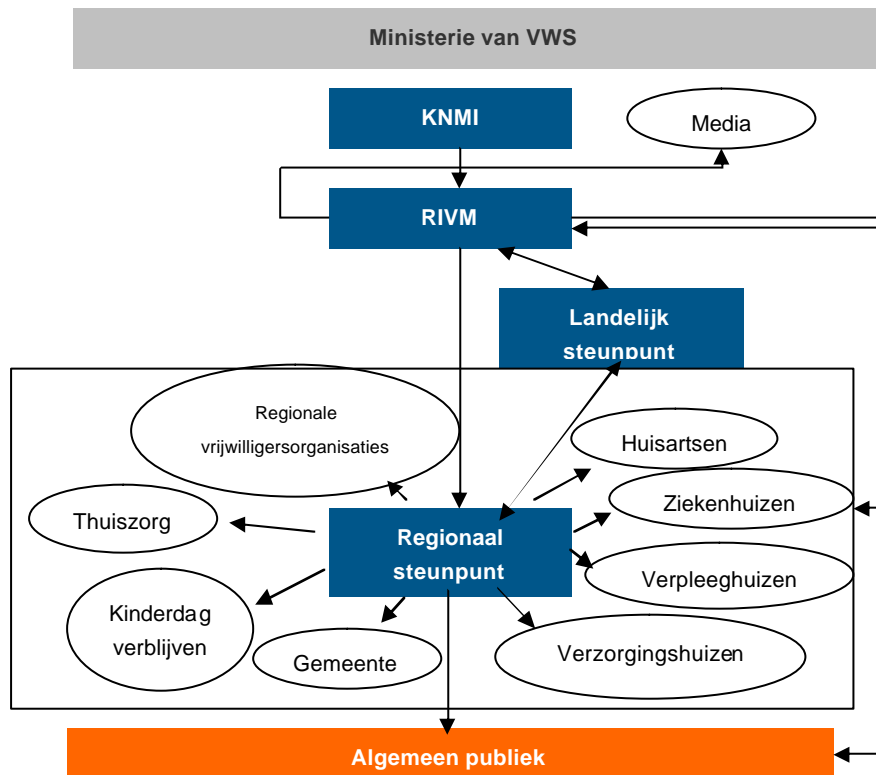 Ministerie van VWS
KNMI
Media
RIVM
Landelijk
steunpunt
Regionale
vrijwilligersorganisaties
Huisartsen
Ziekenhuizen
Thuiszorg
Regionaal
steunpunt
Verpleeghuizen
Kinderdag
verblijven
Gemeente
Verzorgingshuizen
Algemeen publiek